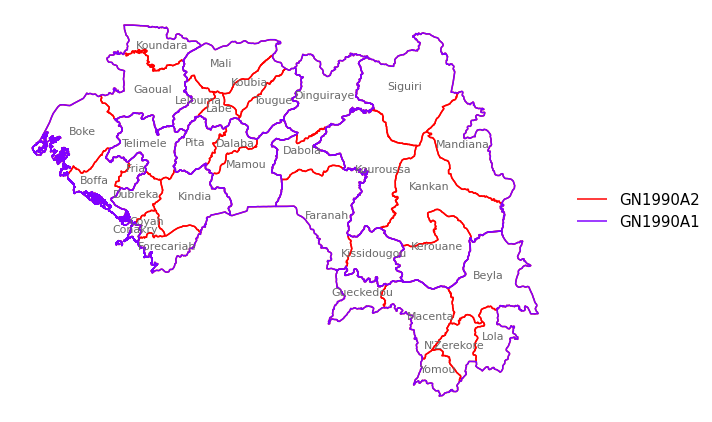 Koundara
Mali
Koubia
Gaoual
Siguiri
Lelouma
Tougue
Dinguiraye
Labe
Boke
Telimele
Pita
Dalaba
Dabola
Mandiana
Mamou
Kouroussa
Fria
Boffa
Kankan
Dubreka
Kindia
GN1990A2
Faranah
GN1990A1
Coyah
Conakry
Forecariah
Kerouane
Kissidougou
Beyla
Gueckedou
Macenta
Lola
N'Zerekore
Yomou